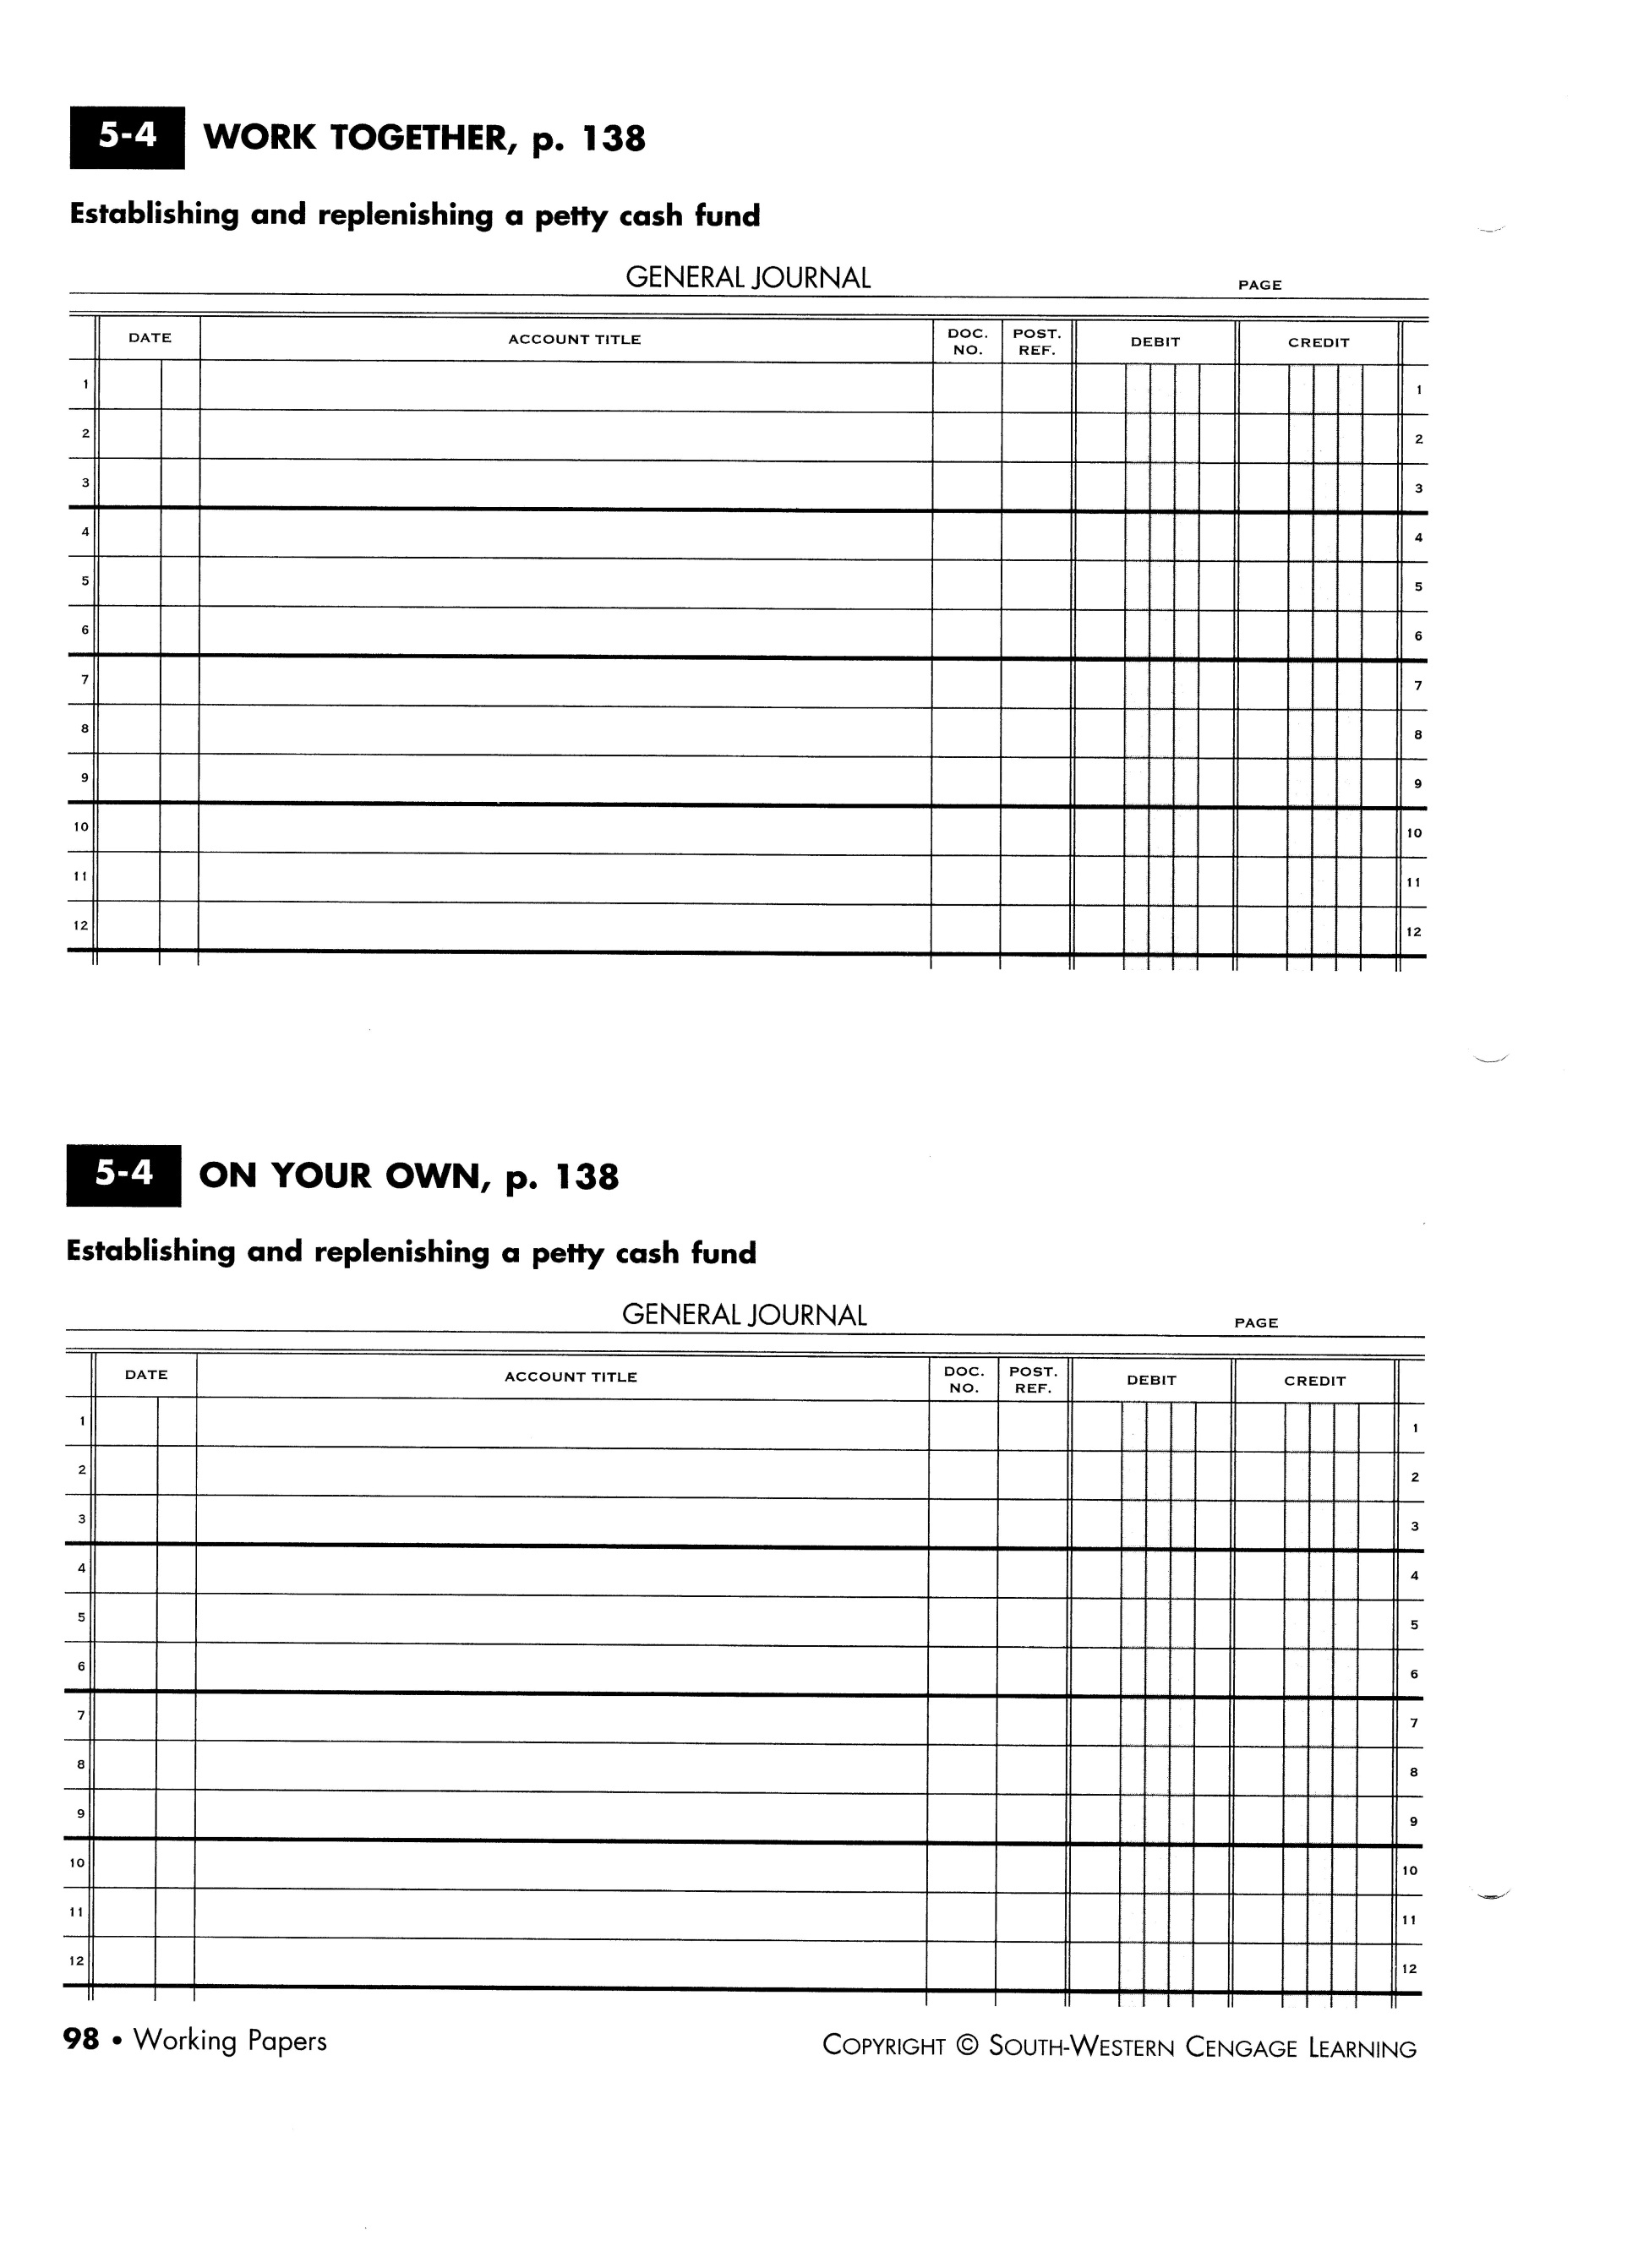 5-4 WORK TOGETHER, p. 138
Establishing and replenishing a petty cash fund
GENERAL JOURNAL PAGE
DATE ACCOUNT TITLE DOC. NO. POST. REF. DEBIT CREDIT
1 1
2 2
3 3
4 4
5 5
6 6
7 7
8 8
9 9
10 10
11 11
12 12
5-4 ON YOUR OWN, p. 138
Establishing and replenishing a petty cash fund
GENERAL JOURNAL PAGE
DATE ACCOUNT TITLE DOC. NO. POST. REF. DEBIT CREDIT
1 1
2 2
3 3
4 4
5 5
6 6
7 7
8 8
9 9
10 10
11 11
12 12
98 • Working Papers COPYRIGHT © SOUTH-WESTERN CENGAGE LEARNING